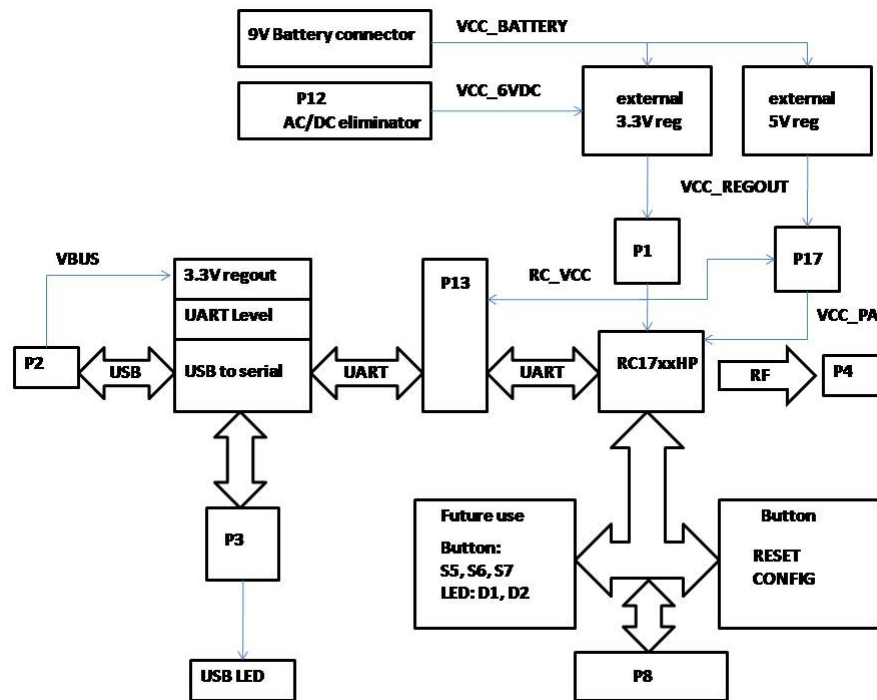 9V Battery connector
VCC_BATTERY
P12
AC/DC eliminator
VCC_6VDC
external
3.3V reg
external
5V reg
VCC_REGOUT
P1
P17
VBUS
3.3V regout
UART Level
USB to serial
P13
RC_VCC
VCC_PA
P2
USB
UART
UART
RC17xxHP
RF
P4
P3
Future use
Button:
S5, S6, S7
LED: D1, D2
Button
RESET
CONFIG
USB LED
P8